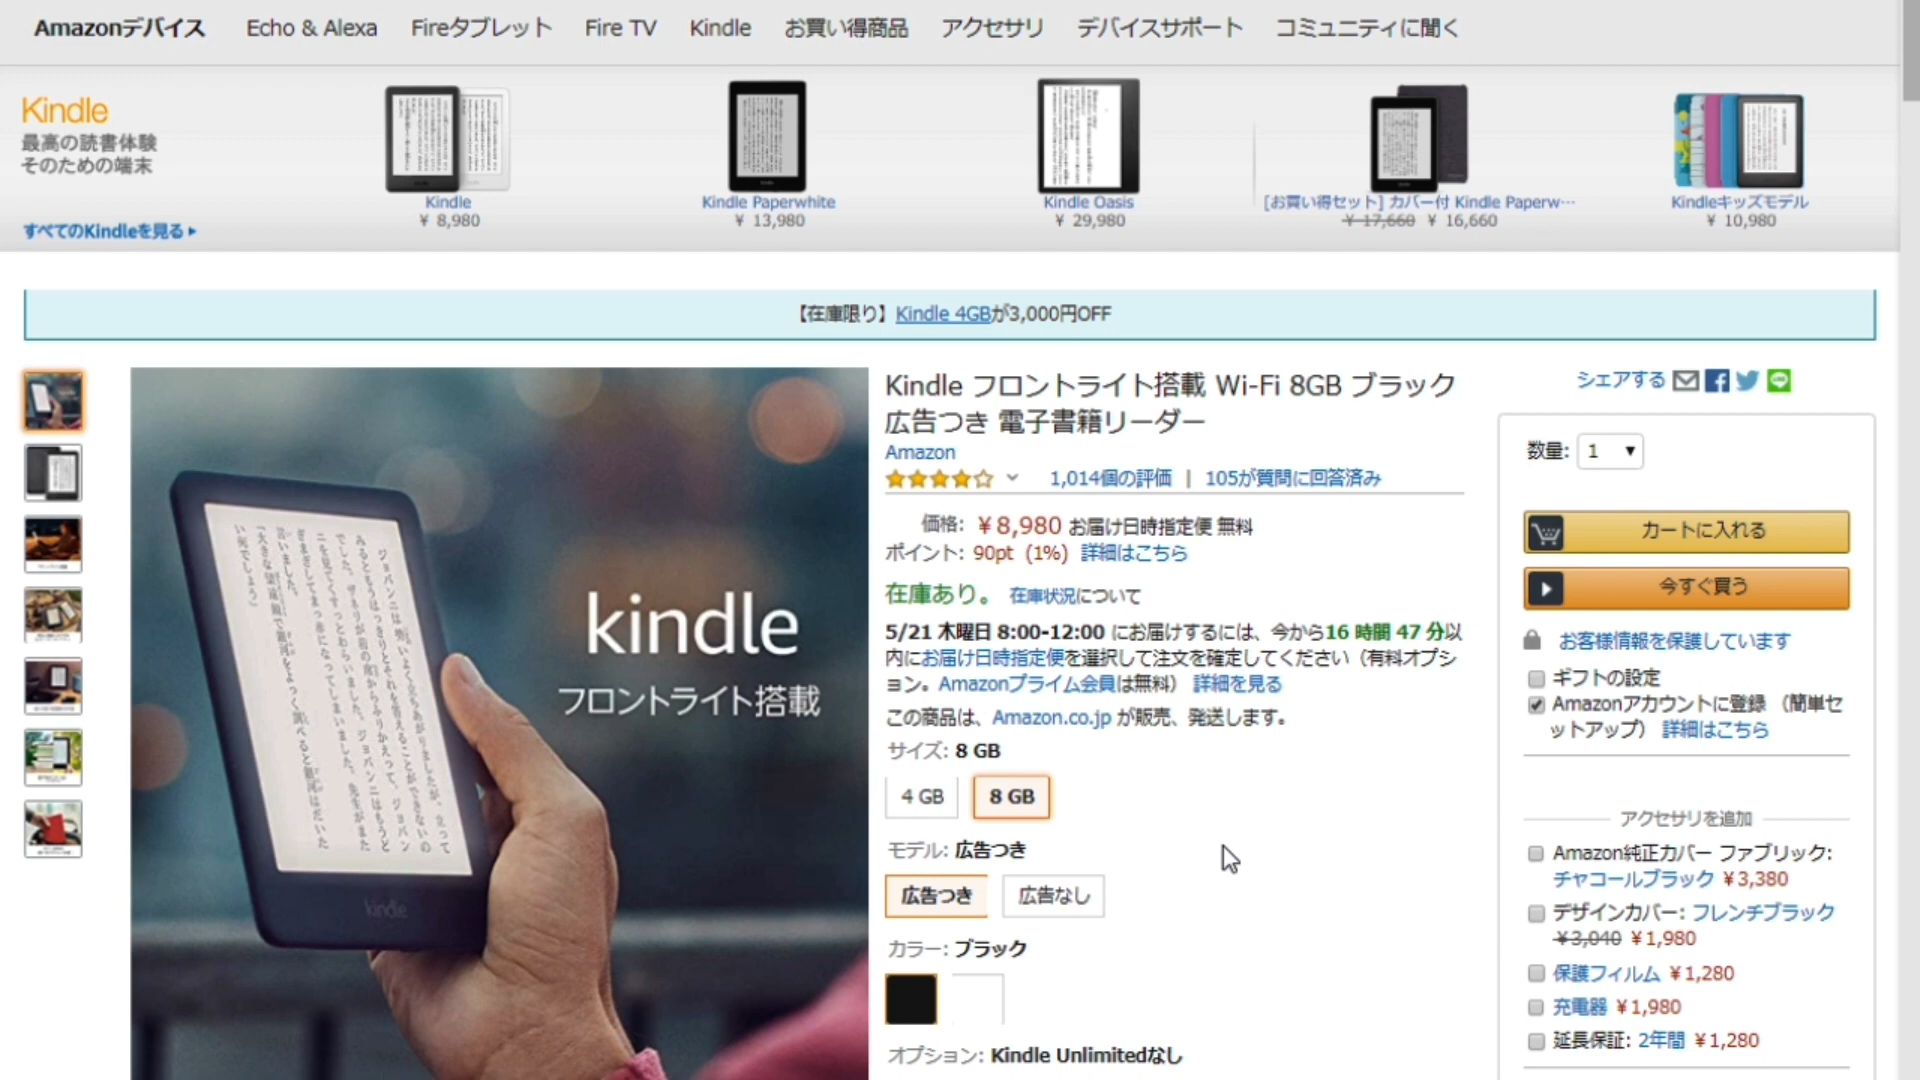 Amazonデバイス Echo & Alexa Fireタブレット Fire TV Kindle お買い得商品 アクセサリ デバイスサポート コミュニティに聞く
Kindle
最高の読書体験
そのための端末
すべてのKindleを見る
Kindle
¥ 8,980
Kindle Paperwhite
¥ 13,980
Kindle Oasis
¥ 29,980
[お買い得セット] カバー付 Kindle Paperw…
¥ 17,660 ¥ 16,660
Kindleキッズモデル
¥ 10,980
【在庫限り】Kindle 4GBが3,000円OFF
kindle
フロントライト搭載
kindle
Kindle フロントライト搭載 Wi-Fi 8GB ブラック
広告つき 電子書籍リーダー
Amazon
1,014個の評価 | 105が質問に回答済み
価格: ¥8,980 お届け日時指定便 無料
ポイント: 90pt (1%) 詳細はこちら
在庫あり。 在庫状況について
5/21 木曜日 8:00-12:00 にお届けするには、今から16 時間 47 分以
内にお届け日時指定便を選択して注文を確定してください（有料オプシ
ョン。Amazonプライム会員は無料） 詳細を見る
この商品は、Amazon.co.jp が販売、発送します。
サイズ: 8 GB
4 GB 8 GB
モデル: 広告つき
広告つき 広告なし
カラー: ブラック
オプション: Kindle Unlimitedなし
シェアする
数量: 1
カートに入れる
今すぐ買う
お客様情報を保護しています
ギフトの設定
Amazonアカウントに登録 （簡単セ
ットアップ） 詳細はこちら
アクセサリを追加
Amazon純正カバー ファブリック:
チャコールブラック ¥3,380
デザインカバー: フレンチブラック
¥3,040 ¥1,980
保護フィルム ¥1,280
充電器 ¥1,980
延長保証: 2年間 ¥1,280